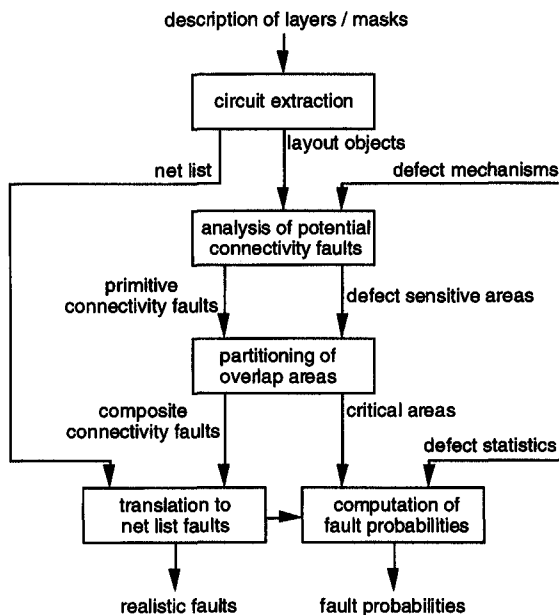 description of layers / masks
circuit extraction
layout objects
net list
defect mechanisms
analysis of potential
connectivity faults
primitive
connectivity faults
defect sensitive areas
partitioning of
overlap areas
composite
connectivity faults
critical areas
defect statistics
translation to
net list faults
computation of
fault probabilities
realistic faults
fault probabilities